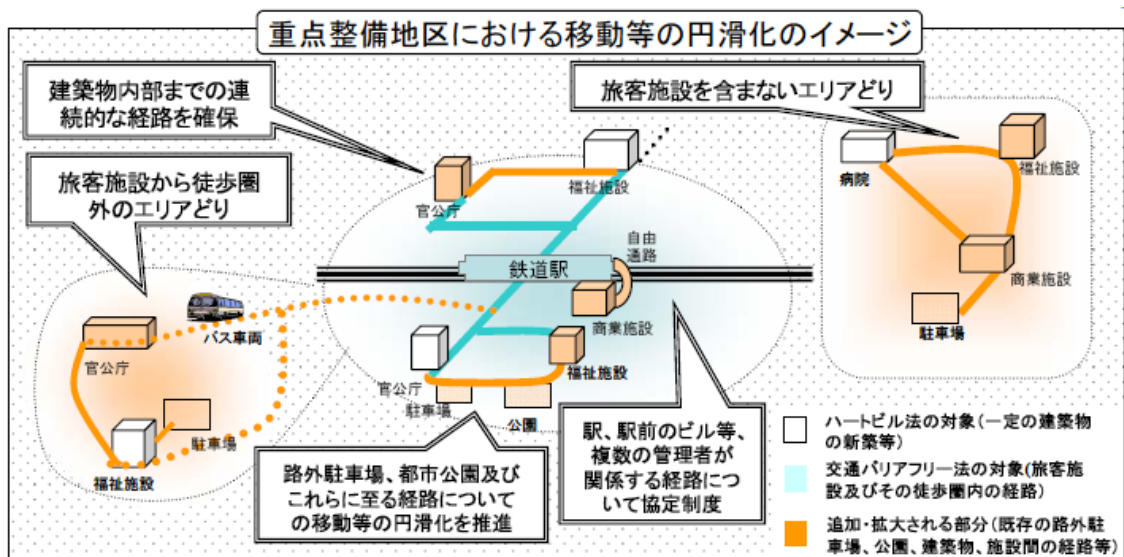 重点整備地区における移動等の円滑化のイメージ
建築物内部までの連
続的な経路を確保
旅客施設を含まないエリアどり
旅客施設から徒歩圏
外のエリアどり
官公庁
福祉施設
病院
福祉施設
自由
通路
鉄道駅
商業施設
商業施設
駐車場
バス車両
官公庁
官公庁
駐車場
公園
福祉施設
駐車場
福祉施設
路外駐車場、都市公園及び
これらに至る経路について
の移動等の円滑化を推進
駅、駅前のビル等、
複数の管理者が
関係する経路につ
いて協定制度
ハートビル法の対象(一定の建築物
の新築等)
交通バリアフリー法の対象(旅客施
設及びその徒歩圏内の経路)
追加・拡大される部分(既存の路外駐
車場、公園、建築物、施設間の経路等)